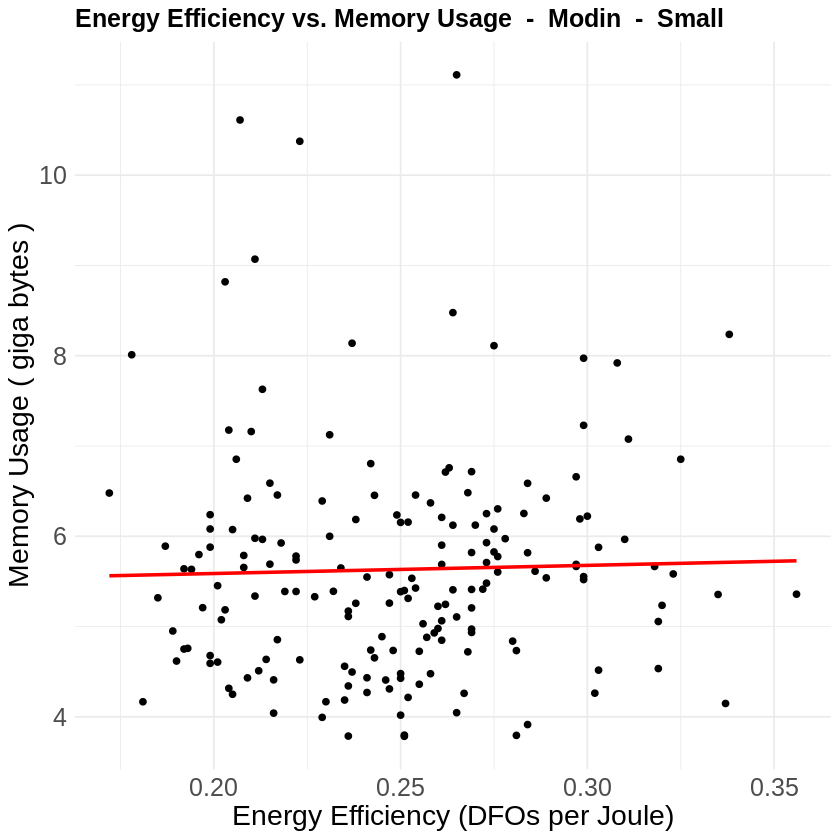 Energy Efficiency vs. Memory Usage  -  Modin  -  Small
Memory Usage ( giga bytes )
10
8
6
4
0.20 0.25 0.30 0.35
Energy Efficiency (DFOs per Joule)